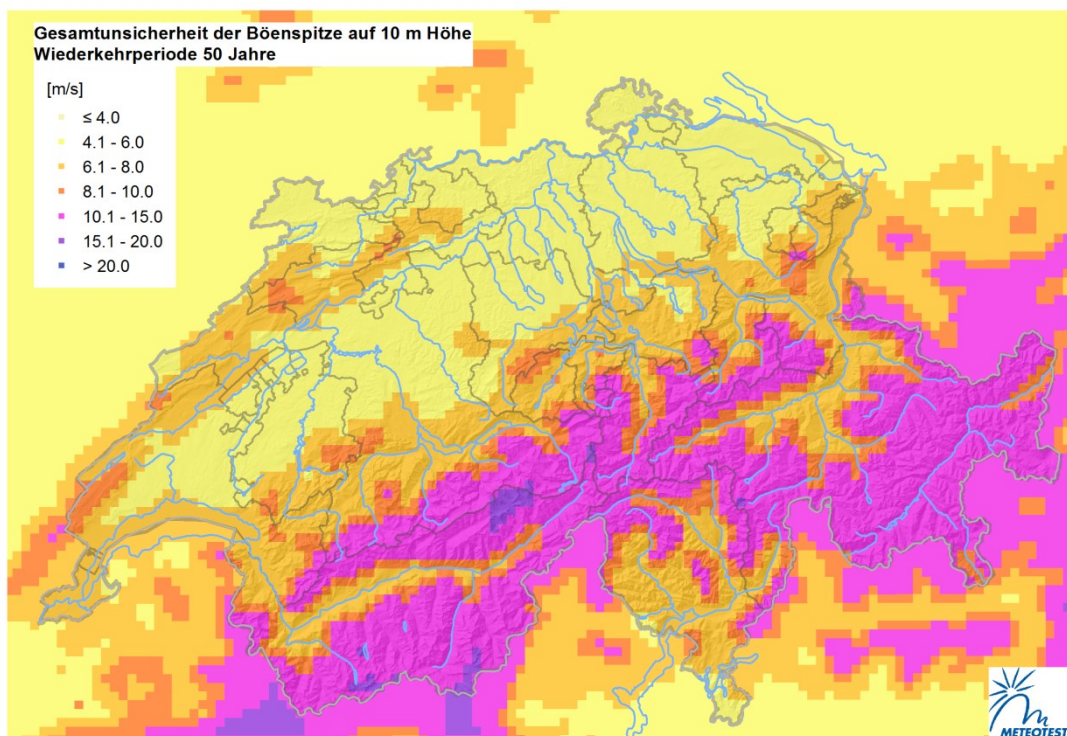 Gesamtunsicherheit der Böenspitze auf 10 m Höhe
Wiederkehrperiode 50 Jahre
[m/s]
≤ 4.0
4.1 - 6.0
6.1 - 8.0
8.1 - 10.0
10.1 - 15.0
15.1 - 20.0
> 20.0
METEOTEST